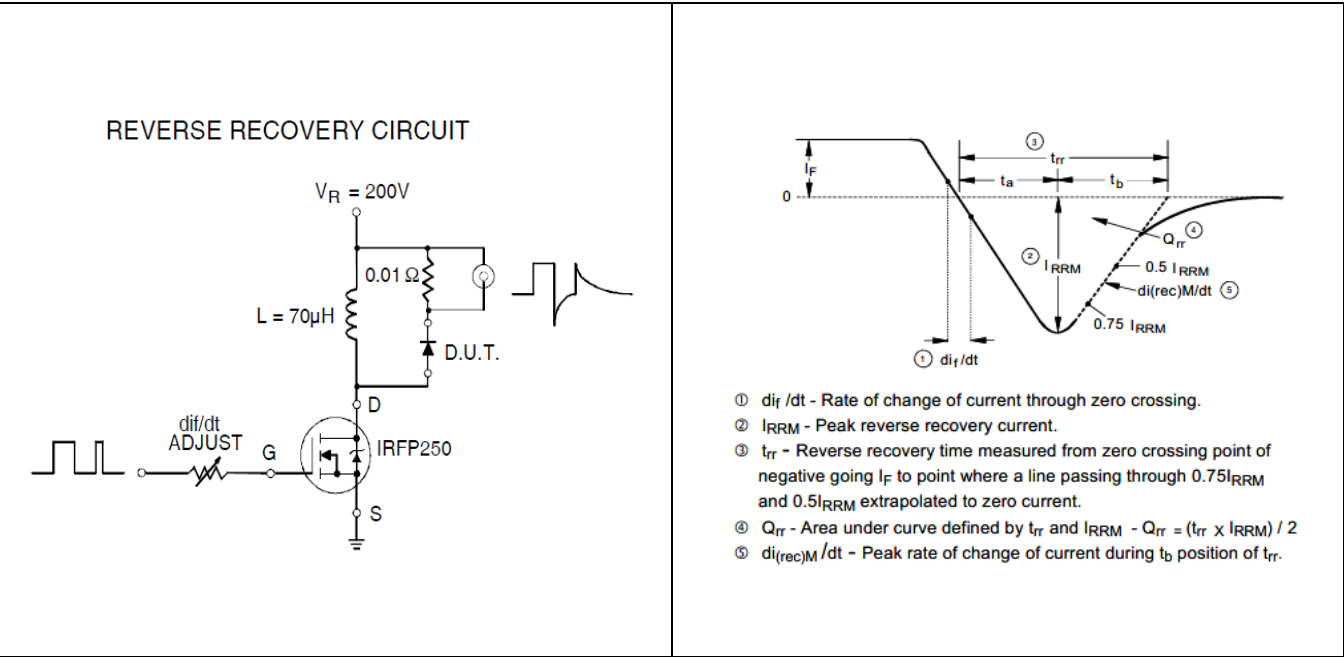 REVERSE RECOVERY CIRCUIT
VR = 200V
0.01 Ω
L = 70µH
D.U.T.
D
dif/dt
ADJUST
G
IRFP250
S
③
trr
IF
ta
tb
0
Qrr ④
② IRRM
0.5 IRRM
di(rec)M/dt ⑤
0.75 IRRM
① dif/dt
① dif /dt - Rate of change of current through zero crossing.
② IRRM - Peak reverse recovery current.
③ trr - Reverse recovery time measured from zero crossing point of
negative going IF to point where a line passing through 0.75IRRM
and 0.5IRRM extrapolated to zero current.
④ Qrr - Area under curve defined by trr and IRRM - Qrr = (trr X IRRM) / 2
⑤ di(rec)M /dt - Peak rate of change of current during tb position of trr.